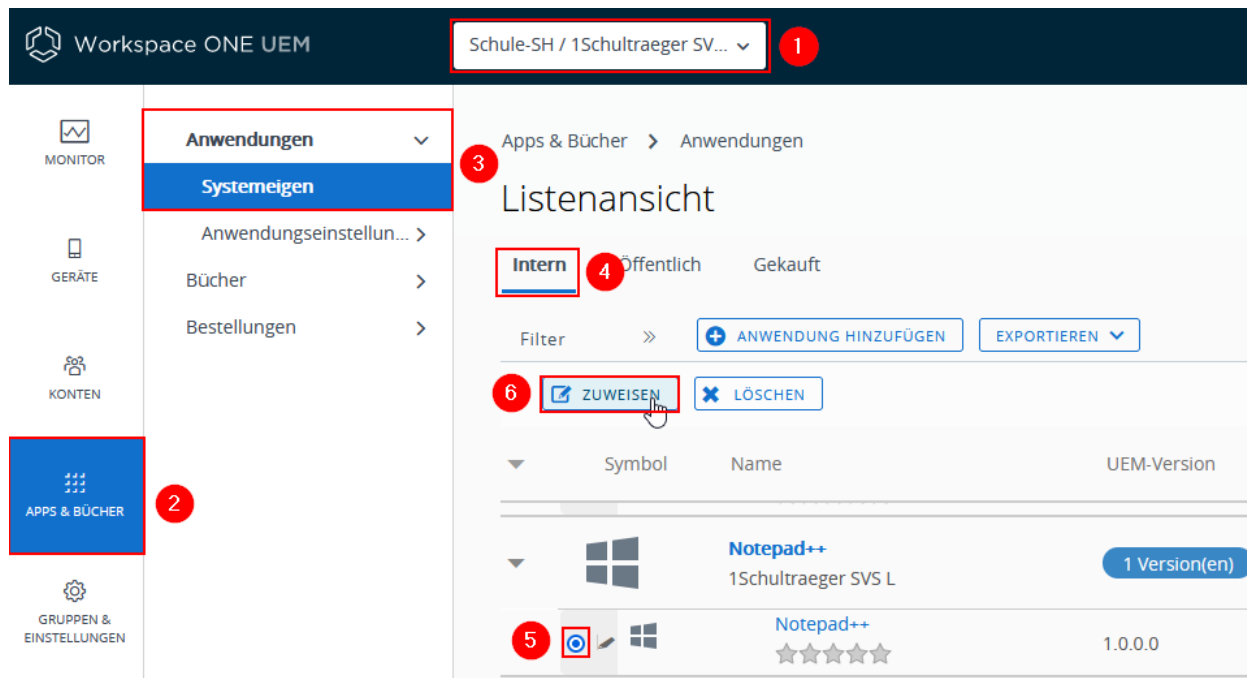 Workspace ONE UEM
Schule-SH / 1Schultraeger SV...
1
MONITOR
GERÄTE
KONTEN
APPS & BÜCHER
2
GRUPPEN &
EINSTELLUNGEN
Anwendungen
Systemeigen
3
Anwendungseinstellun...
Bücher
Bestellungen
Apps & Bücher > Anwendungen
Listenansicht
Intern 4 Öffentlich Gekauft
Filter » ANWENDUNG HINZUFÜGEN EXPORTIEREN
6 ZUWEISEN LÖSCHEN
Symbol Name UEM-Version
Notepad++
1Schultraeger SVS L
1 Version(en)
5 Notepad++ 1.0.0.0